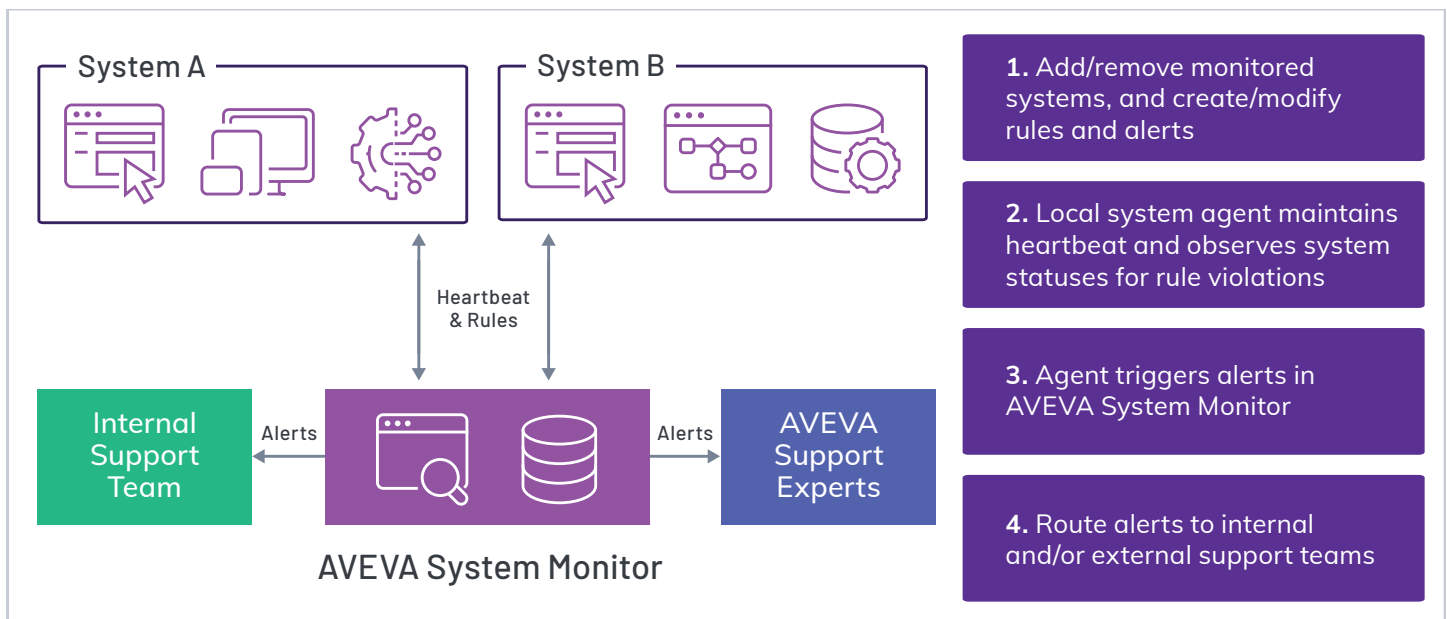 System A
System B
Heartbeat
& Rules
Internal
Support
Team
Alerts
Alerts
AVEVA
Support
Experts
AVEVA System Monitor
1. Add/remove monitored
systems, and create/modify
rules and alerts
2. Local system agent maintains
heartbeat and observes system
statuses for rule violations
3. Agent triggers alerts in
AVEVA System Monitor
4. Route alerts to internal
and/or external support teams